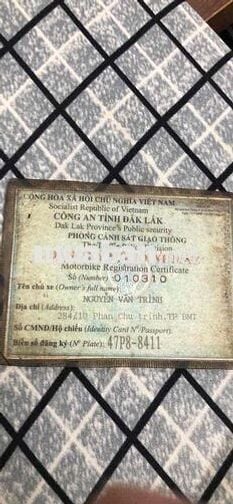 CỘNG HÒA XÃ HỘI CHỦ NGHĨA VIỆT NAM
Socialist Republic of Vietnam
CÔNG AN TỈNH ĐĂK LĂK
Dak Lak Province's Public security
PHÒNG CẢNH SÁT GIAO THÔNG
Motorbike Registration Certificate
Số (Number) 010310
Tên chủ xe (Owner's full name)
NGUYỄN VĂN TRÌNH
Địa chỉ (Address):
284/10 Phan Chu trinh, TP BMT
Số CMND/Hộ chiếu (Identity Card N° Passport):
Biển số đăng ký (N° Plate): 47P8-8411